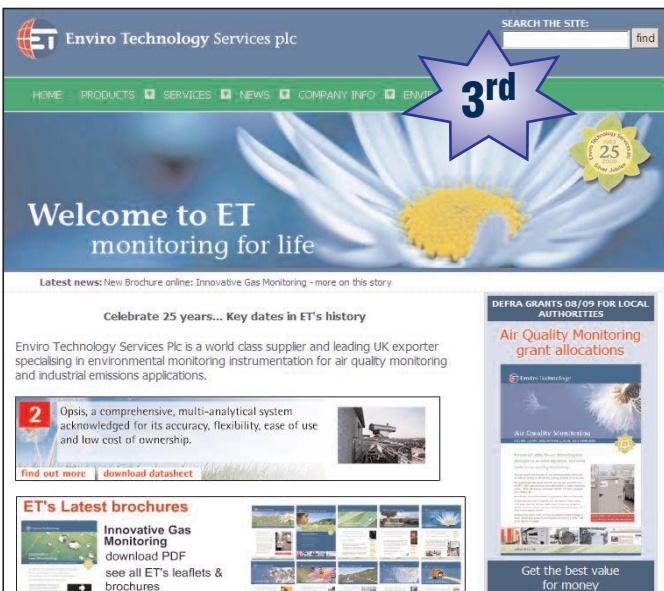 ET Enviro Technology Services plc
SEARCH THE SITE:
find
HOME PRODUCTS SERVICES NEWS COMPANY INFO ENVIR
3rd
25
Silver Jubilee
Welcome to ET
monitoring for life
Latest news: New Brochure online: Innovative Gas Monitoring - more on this story
Celebrate 25 years... Key dates in ET's history
Enviro Technology Services Plc is a world class supplier and leading UK exporter
specialising in environmental monitoring instrumentation for air quality monitoring
and industrial emissions applications.
2
Opsis, a comprehensive, multi-analytical system
acknowledged for its accuracy, flexibility, ease of use
and low cost of ownership.
find out more download datasheet
ET's Latest brochures
Innovative Gas
Monitoring
download PDF
see all ET's leaflets &
brochures
DEFRA GRANTS 08/09 FOR LOCAL
AUTHORITIES
Air Quality Monitoring
grant allocations
Enviro Technology
Air Quality Monitoring
Get the best value
for money